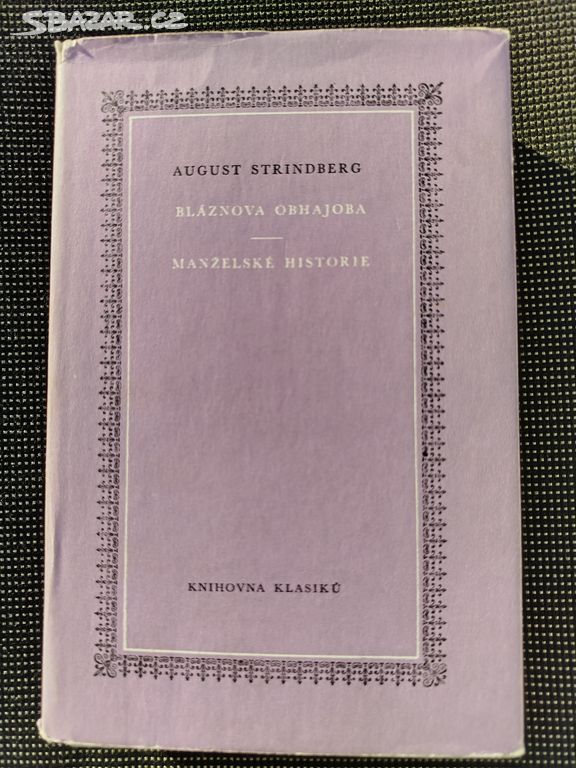 SBAZAR.CZ
AUGUST STRINDBERG
BLÁZNOVA OBHAJOBA
MANŽELSKÉ HISTORIE
KNIHOVNA KLASIKŮ